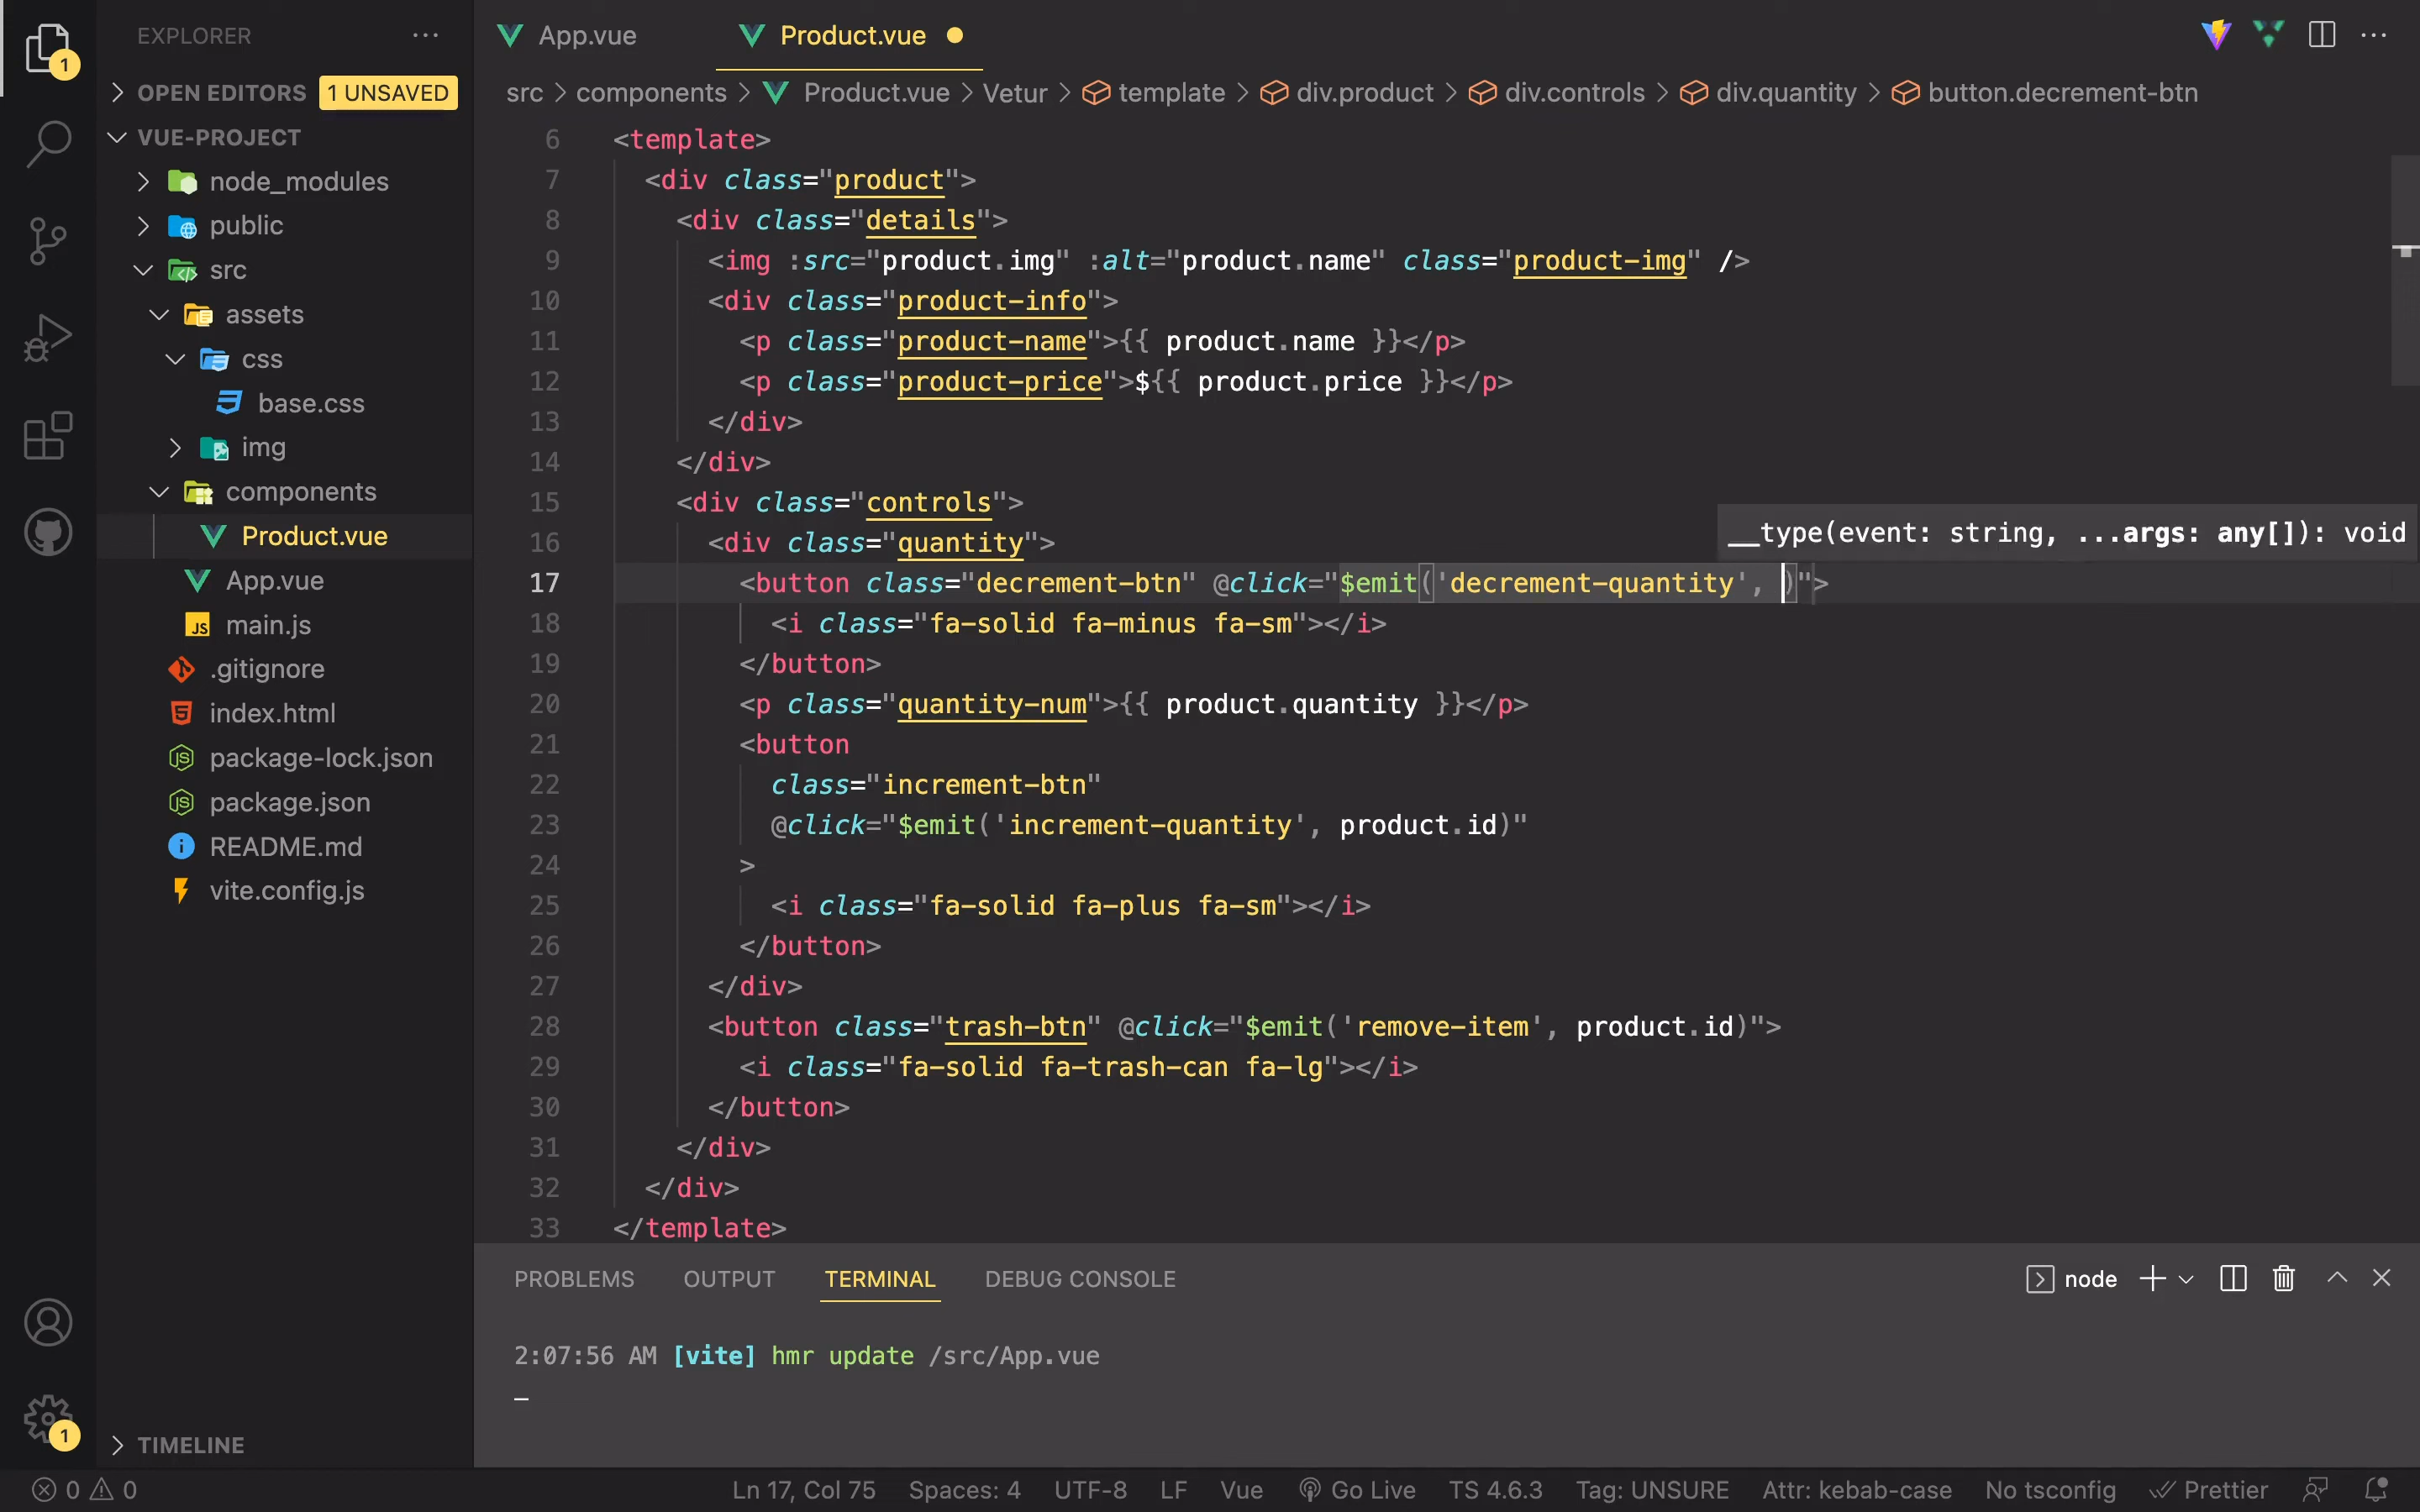 EXPLORER
1
OPEN EDITORS 1 UNSAVED
VUE-PROJECT
node_modules
public
src
assets
css
base.css
img
components
Product.vue
App.vue
JS main.js
.gitignore
index.html
package-lock.json
package.json
README.md
vite.config.js
TIMELINE
1
App.vue
Product.vue
src > components > Product.vue > Vetur > template > div.product > div.controls > div.quantity > button.decrement-btn
6 <template>
7 <div class="product">
8 <div class="details">
9 <img :src="product.img" :alt="product.name" class="product-img" />
10 <div class="product-info">
11 <p class="product-name">{{ product.name }}</p>
12 <p class="product-price">${{ product.price }}</p>
13 </div>
14 </div>
15 <div class="controls">
__type(event: string, ...args: any[]): void
16 <div class="quantity">
17 <button class="decrement-btn" @click="$emit('decrement-quantity', )">
18 <i class="fa-solid fa-minus fa-sm"></i>
19 </button>
20 <p class="quantity-num">{{ product.quantity }}</p>
21 <button
22 class="increment-btn"
23 @click="$emit('increment-quantity', product.id)"
24 >
25 <i class="fa-solid fa-plus fa-sm"></i>
26 </button>
27 </div>
28 <button class="trash-btn" @click="$emit('remove-item', product.id)">
29 <i class="fa-solid fa-trash-can fa-lg"></i>
30 </button>
31 </div>
32 </div>
33 </template>
PROBLEMS OUTPUT TERMINAL DEBUG CONSOLE node
2:07:56 AM [vite] hmr update /src/App.vue
0 0 Ln 17, Col 75 Spaces: 4 UTF-8 LF Vue Go Live TS 4.6.3 Tag: UNSURE Attr: kebab-case No tsconfig Prettier